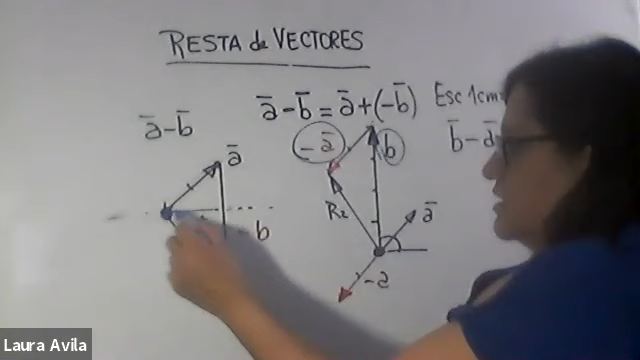 RESTA de VECTORES
a̅ - b̅
a̅ - b̅ = a̅ + (-b̅)
Esc 1cm
b̅ - a̅
a̅
b
-a̅
b
R₂
a̅
-a
Laura Avila